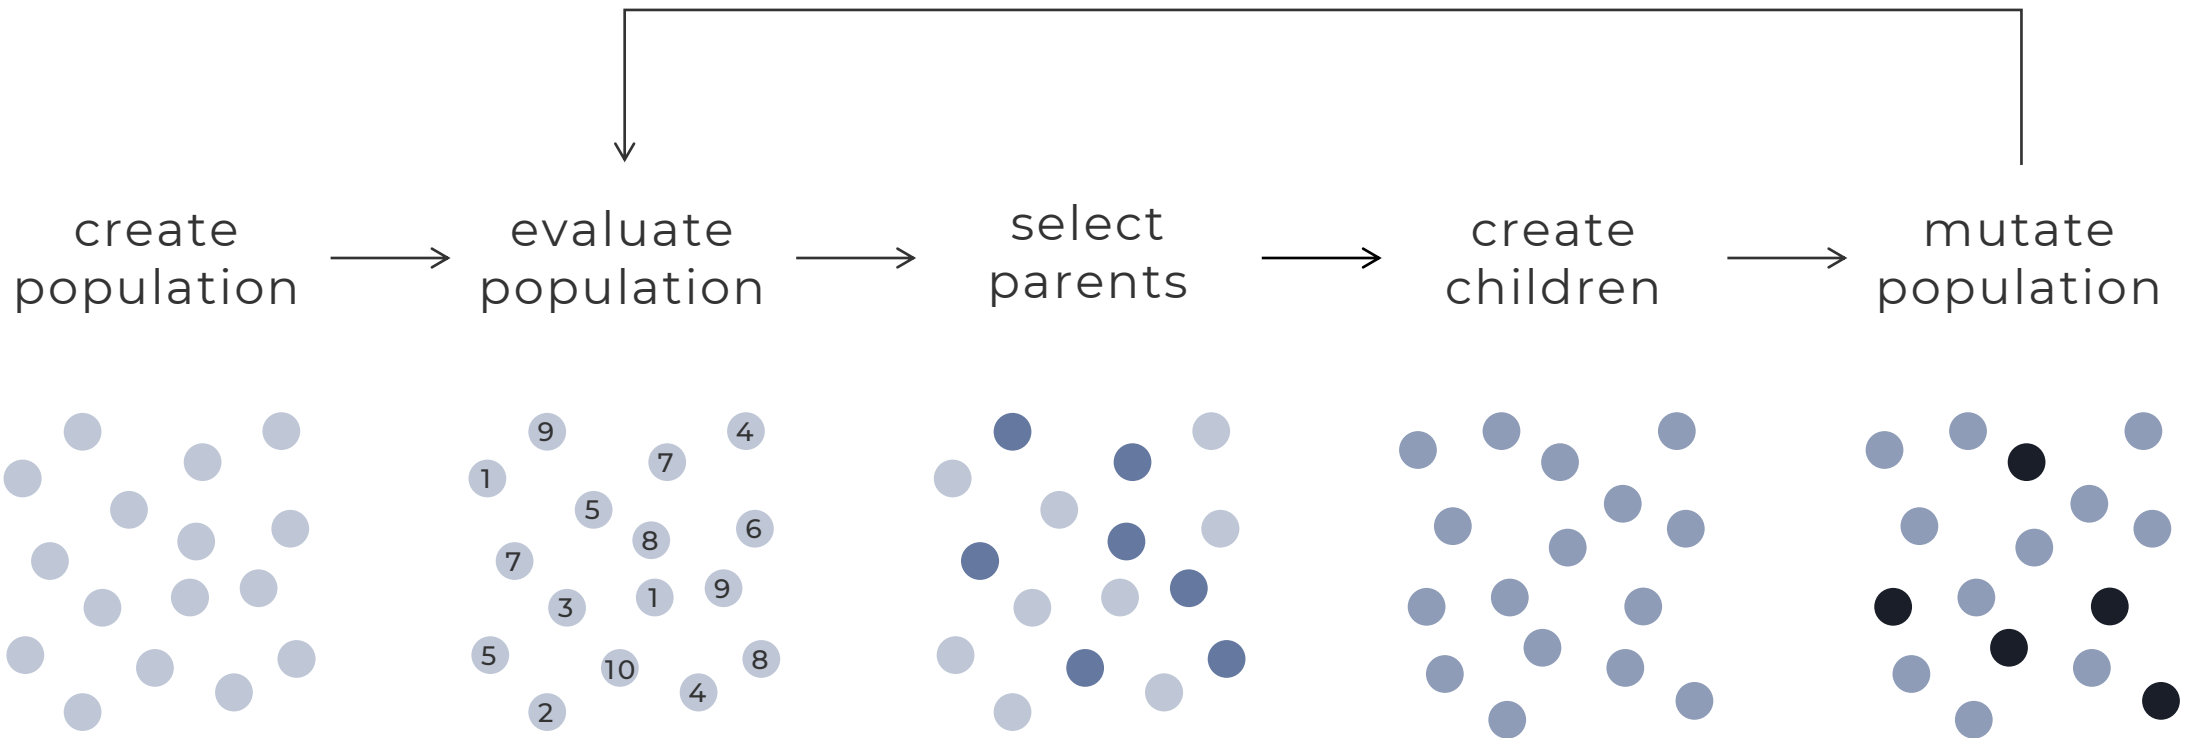 create
population
evaluate
population
select
parents
create
children
mutate
population
9
4
7
1
5
6
8
7
9
1
3
5
8
10
4
2